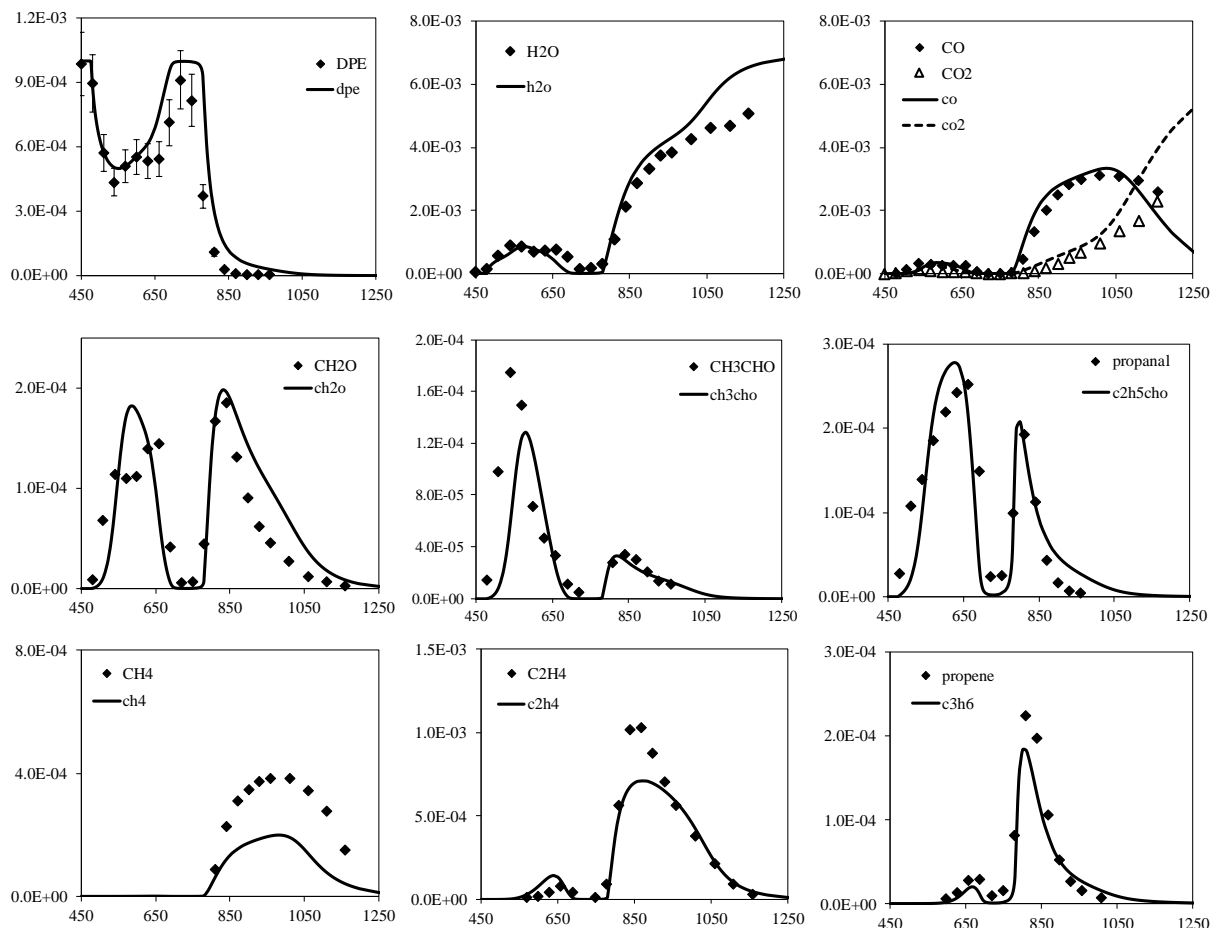 1.2E-03
9.0E-04
6.0E-04
3.0E-04
0.0E+00
450 650 850 1050 1250
DPE
dpe
8.0E-03
6.0E-03
4.0E-03
2.0E-03
0.0E+00
450 650 850 1050 1250
H2O
h2o
8.0E-03
6.0E-03
4.0E-03
2.0E-03
0.0E+00
450 650 850 1050 1250
CO
CO2
co
co2
2.0E-04
1.0E-04
0.0E+00
450 650 850 1050 1250
CH2O
ch2o
2.0E-04
1.6E-04
1.2E-04
8.0E-05
4.0E-05
0.0E+00
450 650 850 1050 1250
CH3CHO
ch3cho
3.0E-04
2.0E-04
1.0E-04
0.0E+00
450 650 850 1050 1250
propanal
c2h5cho
8.0E-04
4.0E-04
0.0E+00
450 650 850 1050 1250
CH4
ch4
1.5E-03
1.0E-03
5.0E-04
0.0E+00
450 650 850 1050 1250
C2H4
c2h4
3.0E-04
2.0E-04
1.0E-04
0.0E+00
450 650 850 1050 1250
propene
c3h6